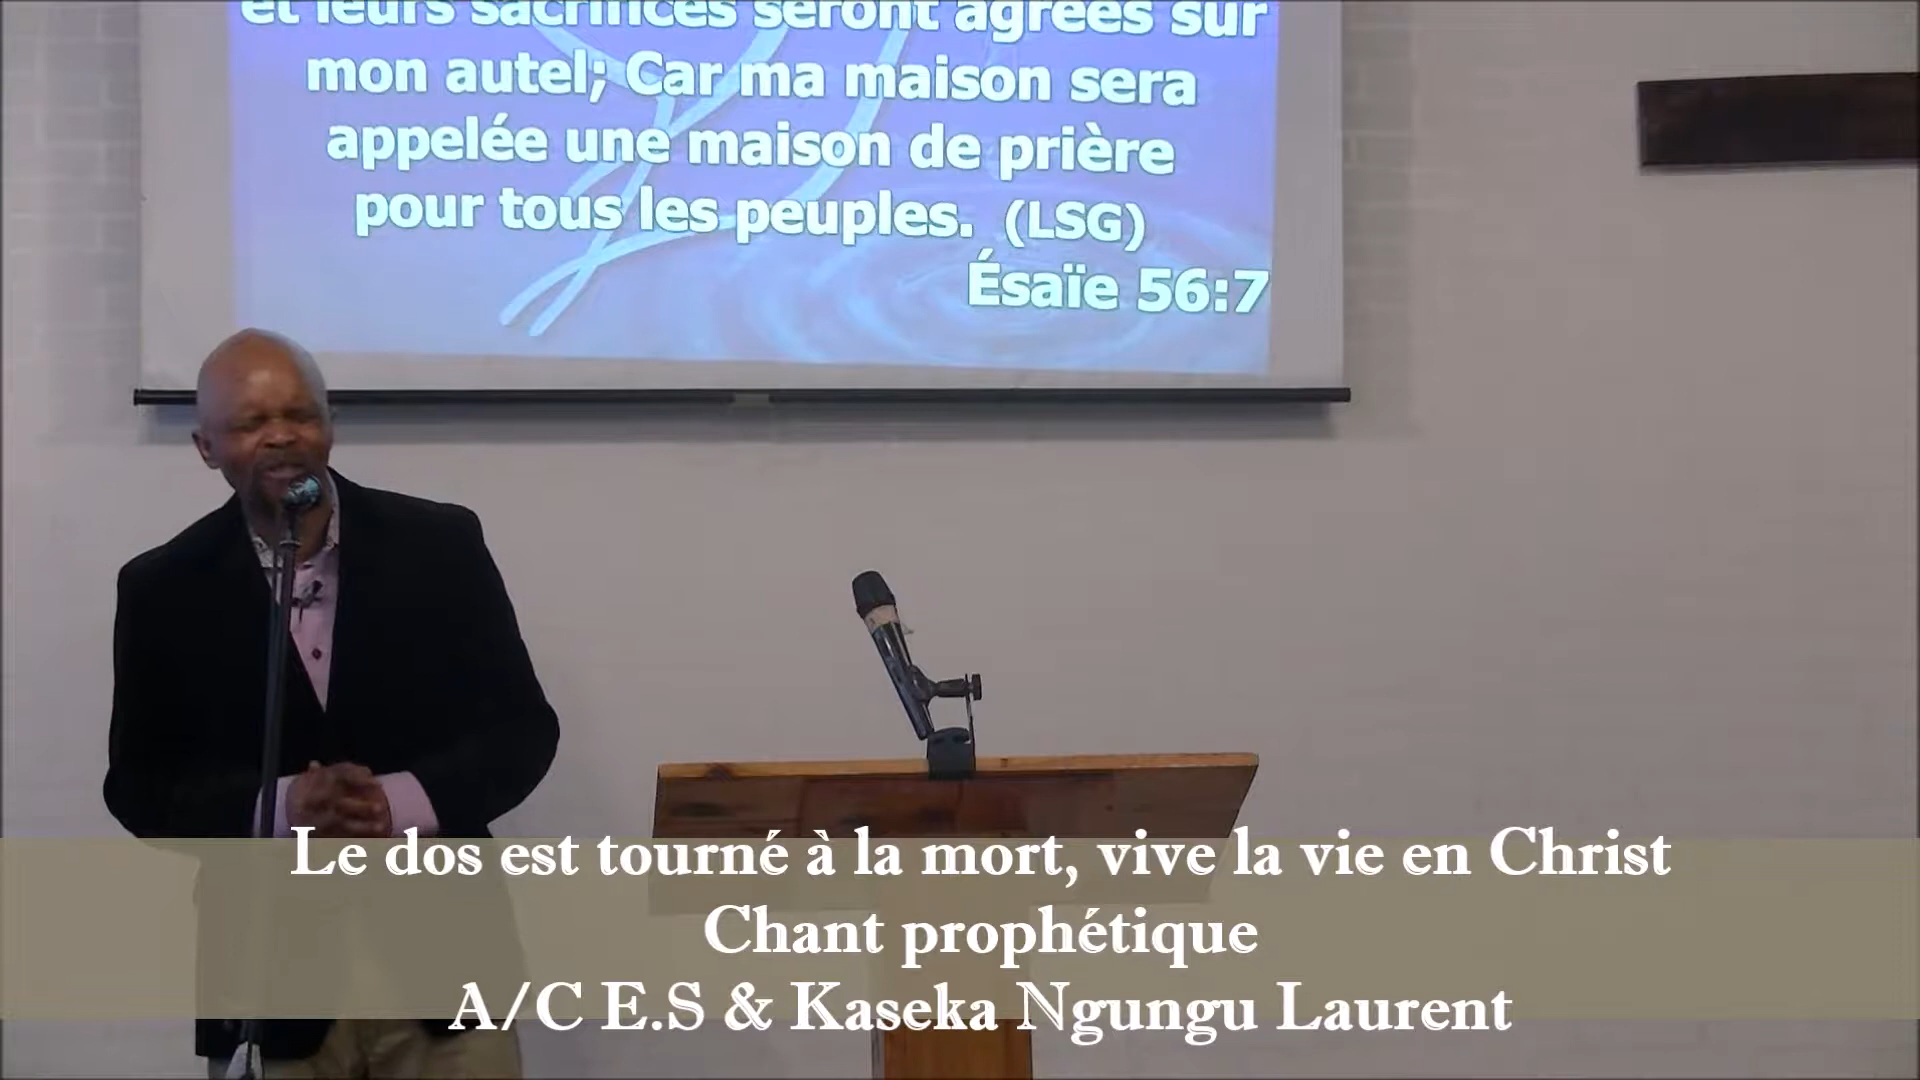 et leurs sacrifices seront agréés sur
mon autel; Car ma maison sera
appelée une maison de prière
pour tous les peuples. (LSG)
Ésaïe 56:7
Le dos est tourné à la mort, vive la vie en Christ
Chant prophétique
A/C E.S & Kaseka Ngungu Laurent